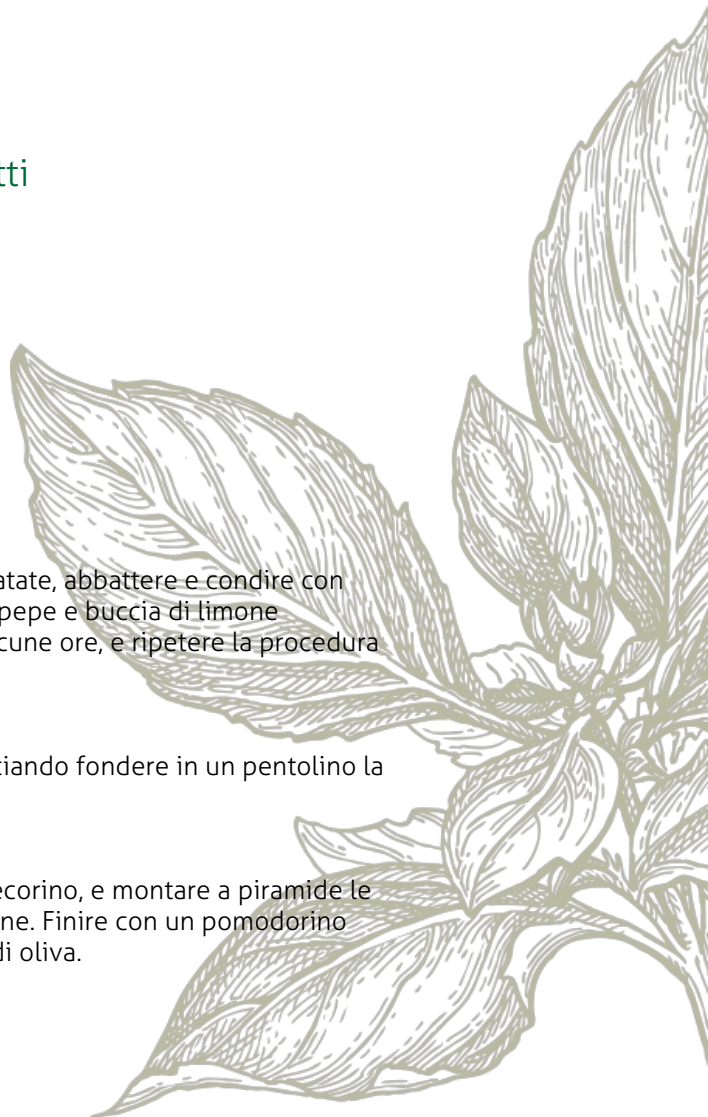 tti
atate, abbattere e condire con
pepe e buccia di limone
cune ore, e ripetere la procedura
ciando fondere in un pentolino la
ecorino, e montare a piramide le
ne. Finire con un pomodorino
di oliva.